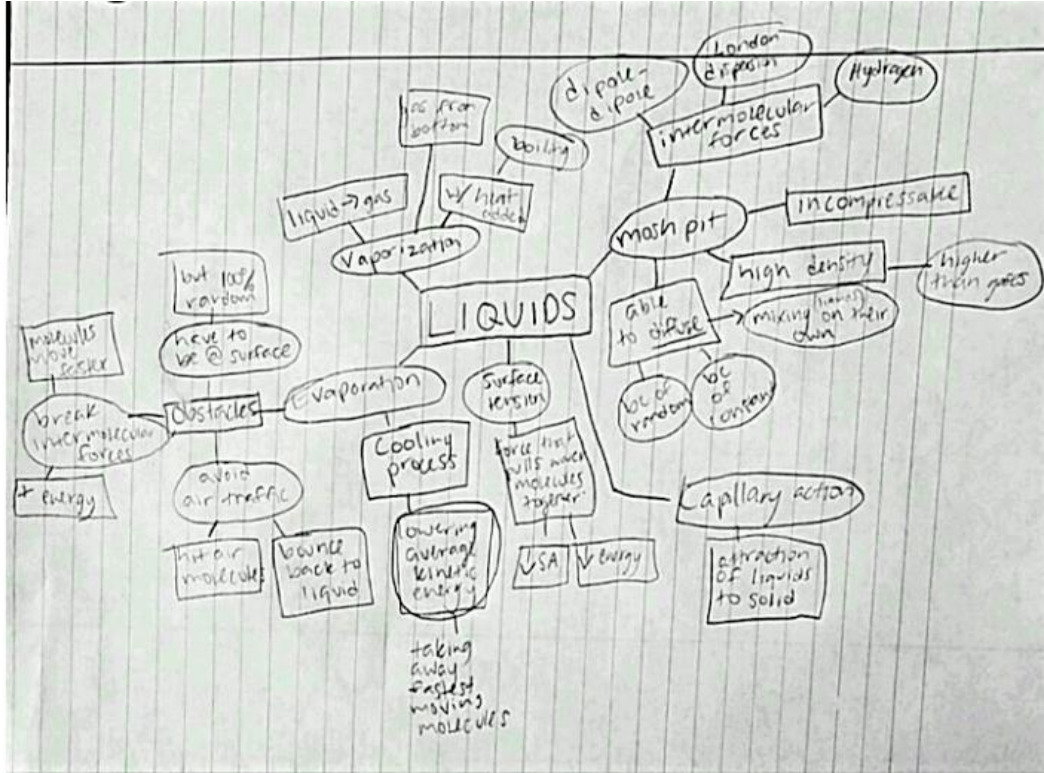 London
dispersion
dipole-
dipole
Hydrogen
intermolecular
forces
gas from
bottom
boiling
w/ heat
added
liquid → gas
vaporization
mosh pit
incompressable
high density
higher
than gases
able
to diffuse
mixing on their
own
bc of
random
bc of
constant
LIQUIDS
but 100%
random
have to
be @ surface
molecules
move
faster
break
intermolecular
forces
+ energy
obstacles
avoid
air traffic
hit air
molecules
bounce
back to
liquid
Evaporation
cooling
process
lowering
average
kinetic
energy
taking
away
fastest
moving
molecules
surface
tension
force that
pulls
molecules
together
↓ SA
↓ energy
Capillary action
attraction
of liquids
to solid